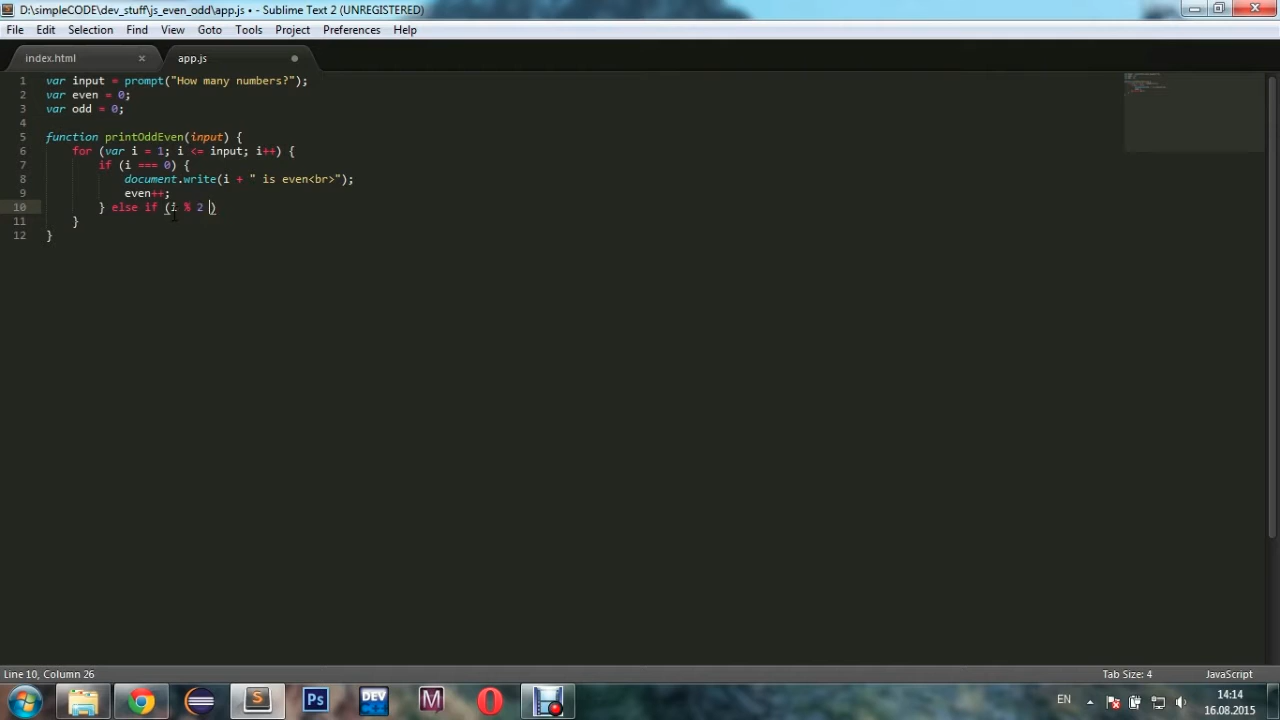 D:\simpleCODE\dev_stuff\js_even_odd\app.js • - Sublime Text 2 (UNREGISTERED)
File Edit Selection Find View Goto Tools Project Preferences Help
index.html × app.js
1 var input = prompt("How many numbers?");
2 var even = 0;
3 var odd = 0;
4
5 function printOddEven(input) {
6 for (var i = 1; i <= input; i++) {
7 if (i === 0) {
8 document.write(i + " is even<br>");
9 even++;
10 } else if (i % 2 )
11 }
12 }
Line 10, Column 26 Tab Size: 4 JavaScript
Ps DEV M EN 14:14
16.08.2015